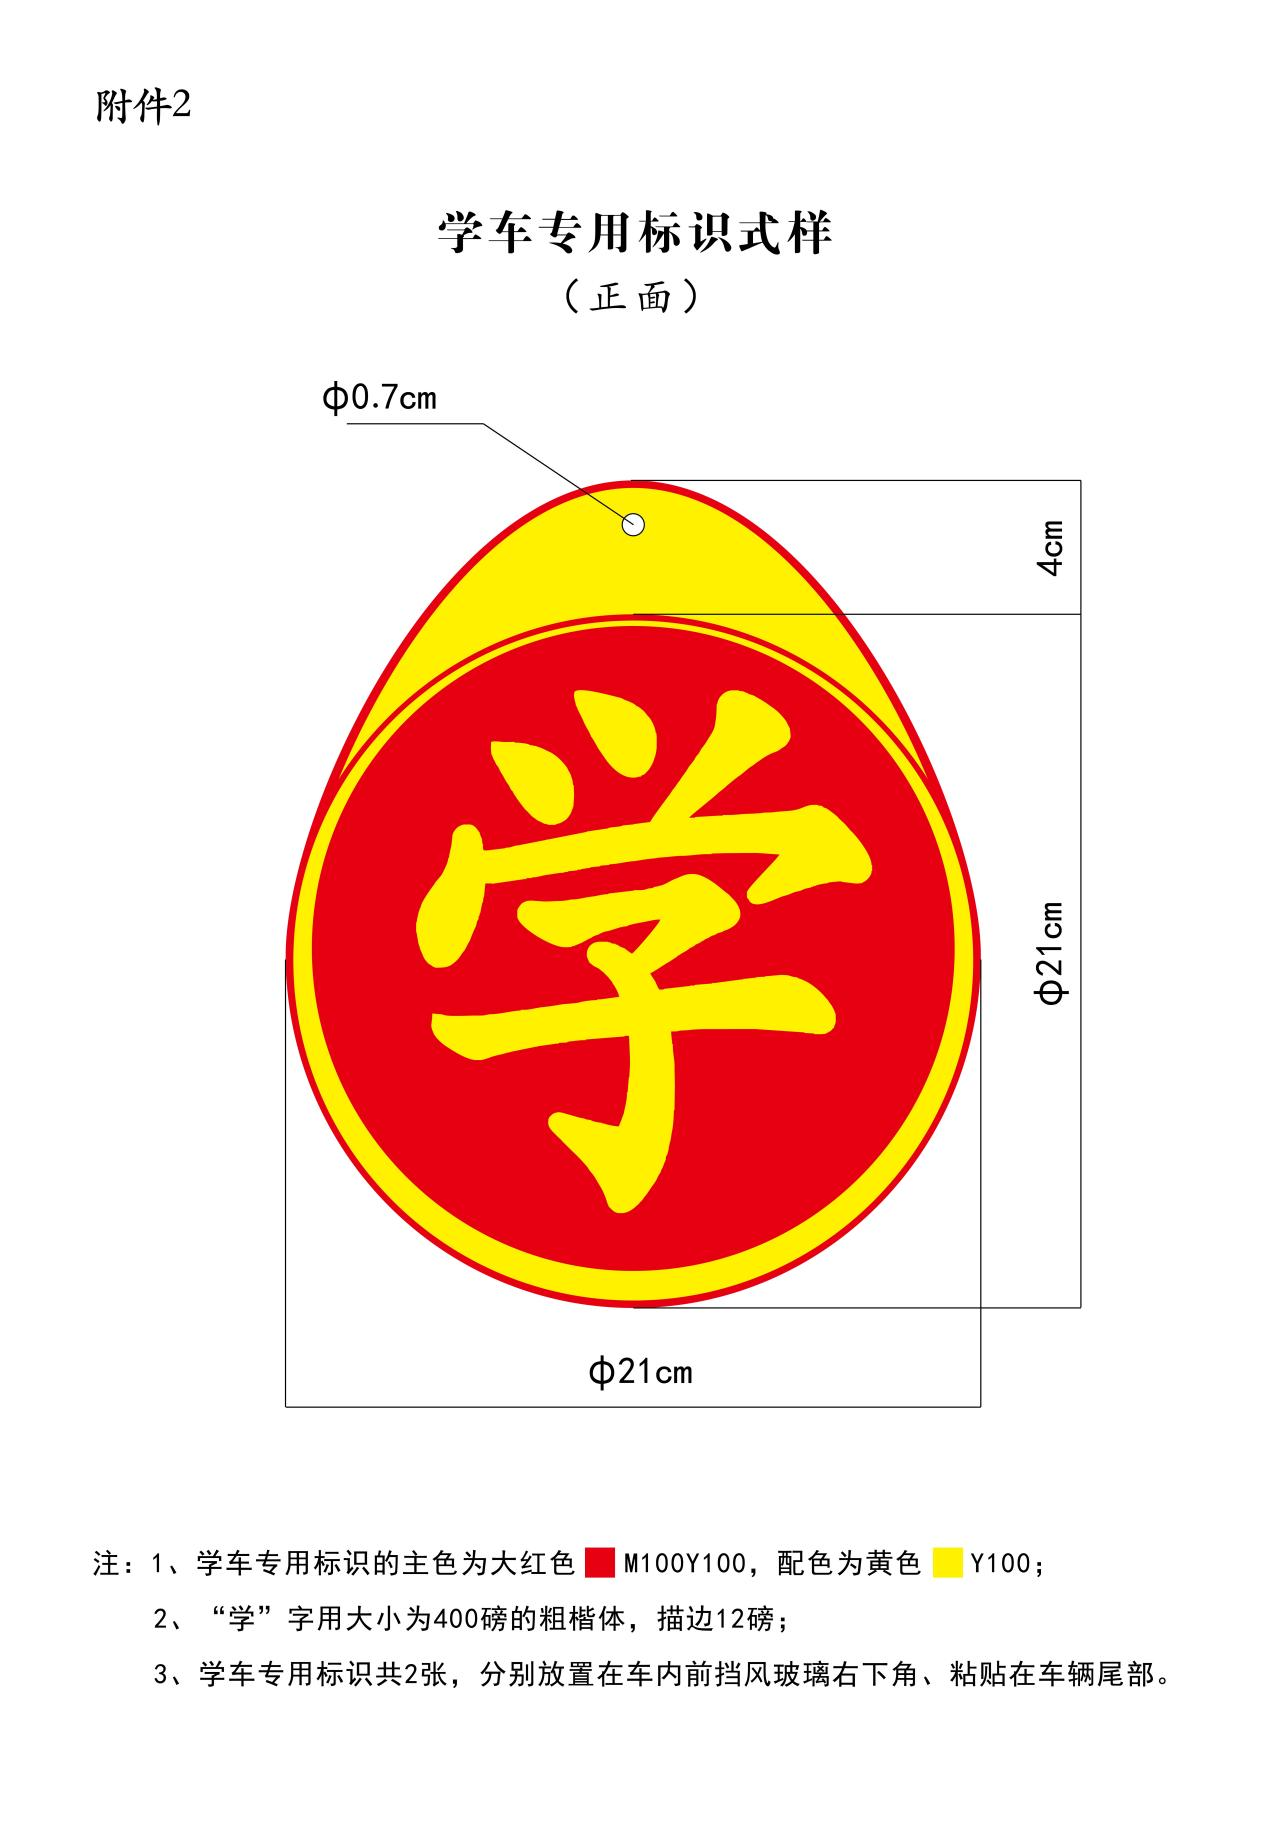 附件2
学车专用标识式样
（正面）
ф0.7cm
4cm
学
ф21cm
ф21cm
注：1、学车专用标识的主色为大红色 M100Y100，配色为黄色 Y100；
2、“学”字用大小为400磅的粗楷体，描边12磅；
3、学车专用标识共2张，分别放置在车内前挡风玻璃右下角、粘贴在车辆尾部。